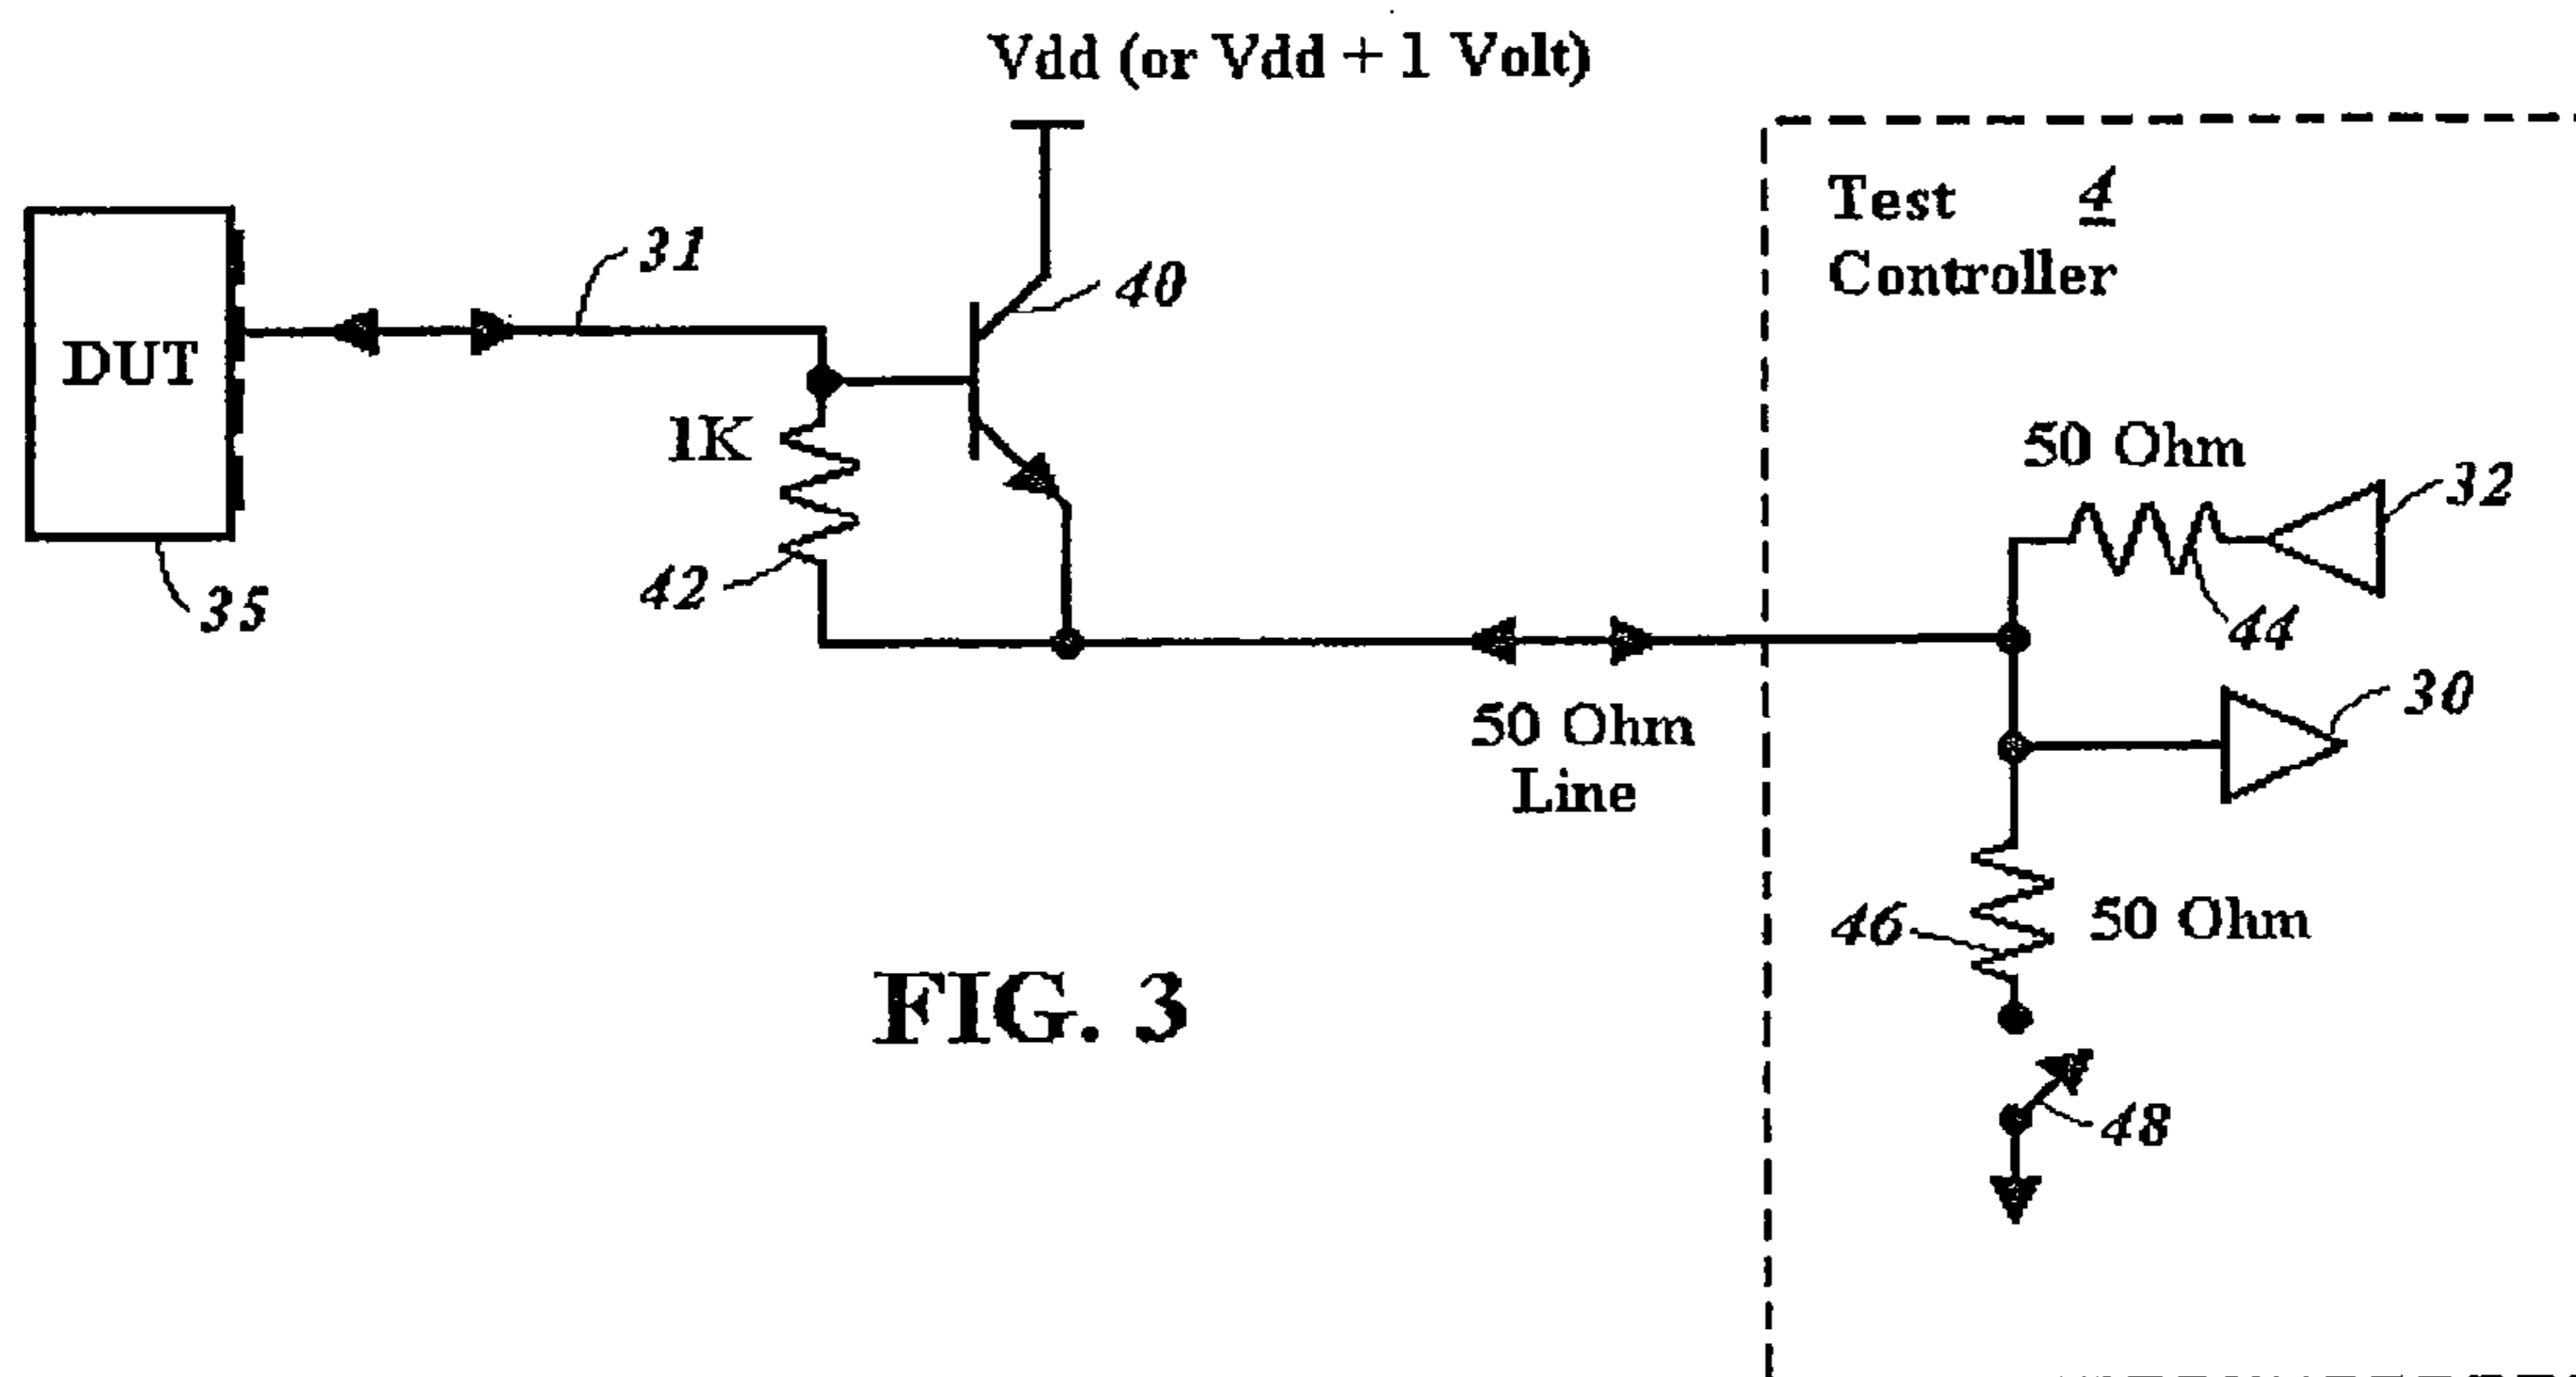 Vdd (or Vdd + 1 Volt)
Test 4
Controller
31
40
DUT
1K
50 Ohm
32
42
35
44
30
50 Ohm
Line
46
50 Ohm
48
FIG. 3